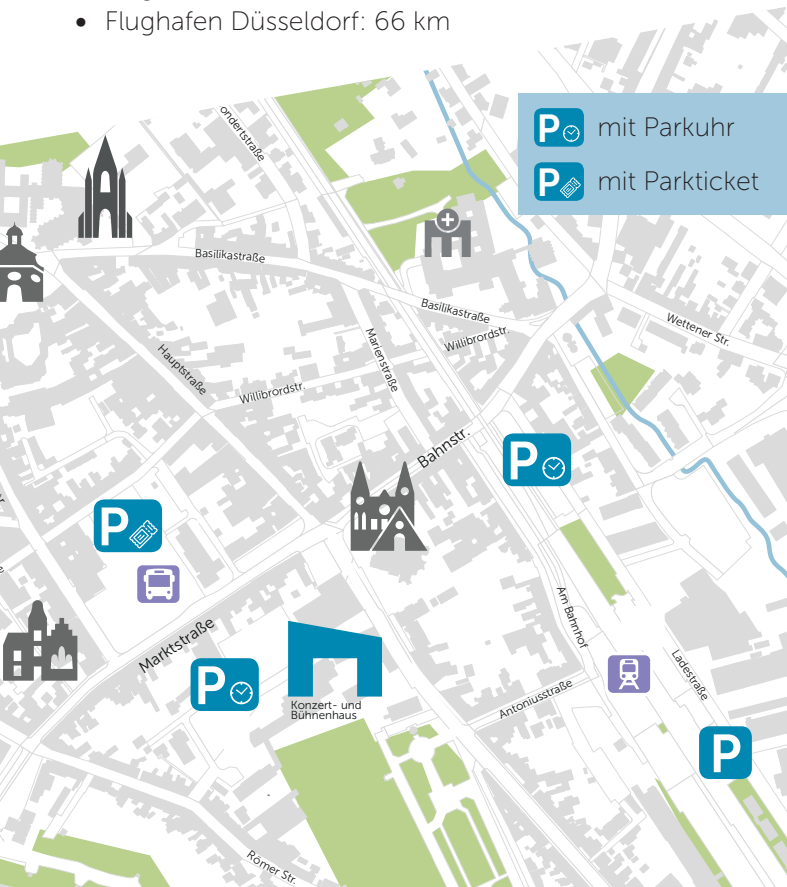 • Flughafen Düsseldorf: 66 km
P mit Parkuhr
P mit Parkticket
ondertstraße
Basilikastraße
Basilikastraße
Wettener Str.
Willibrordstr.
Marienstraße
Hauptstraße
Willibrordstr.
Bahnstr.
P
P
Am Bahnhof
Marktstraße
Ladestraße
P
Antoniusstraße
Konzert- und
Bühnenhaus
P
Römer Str.